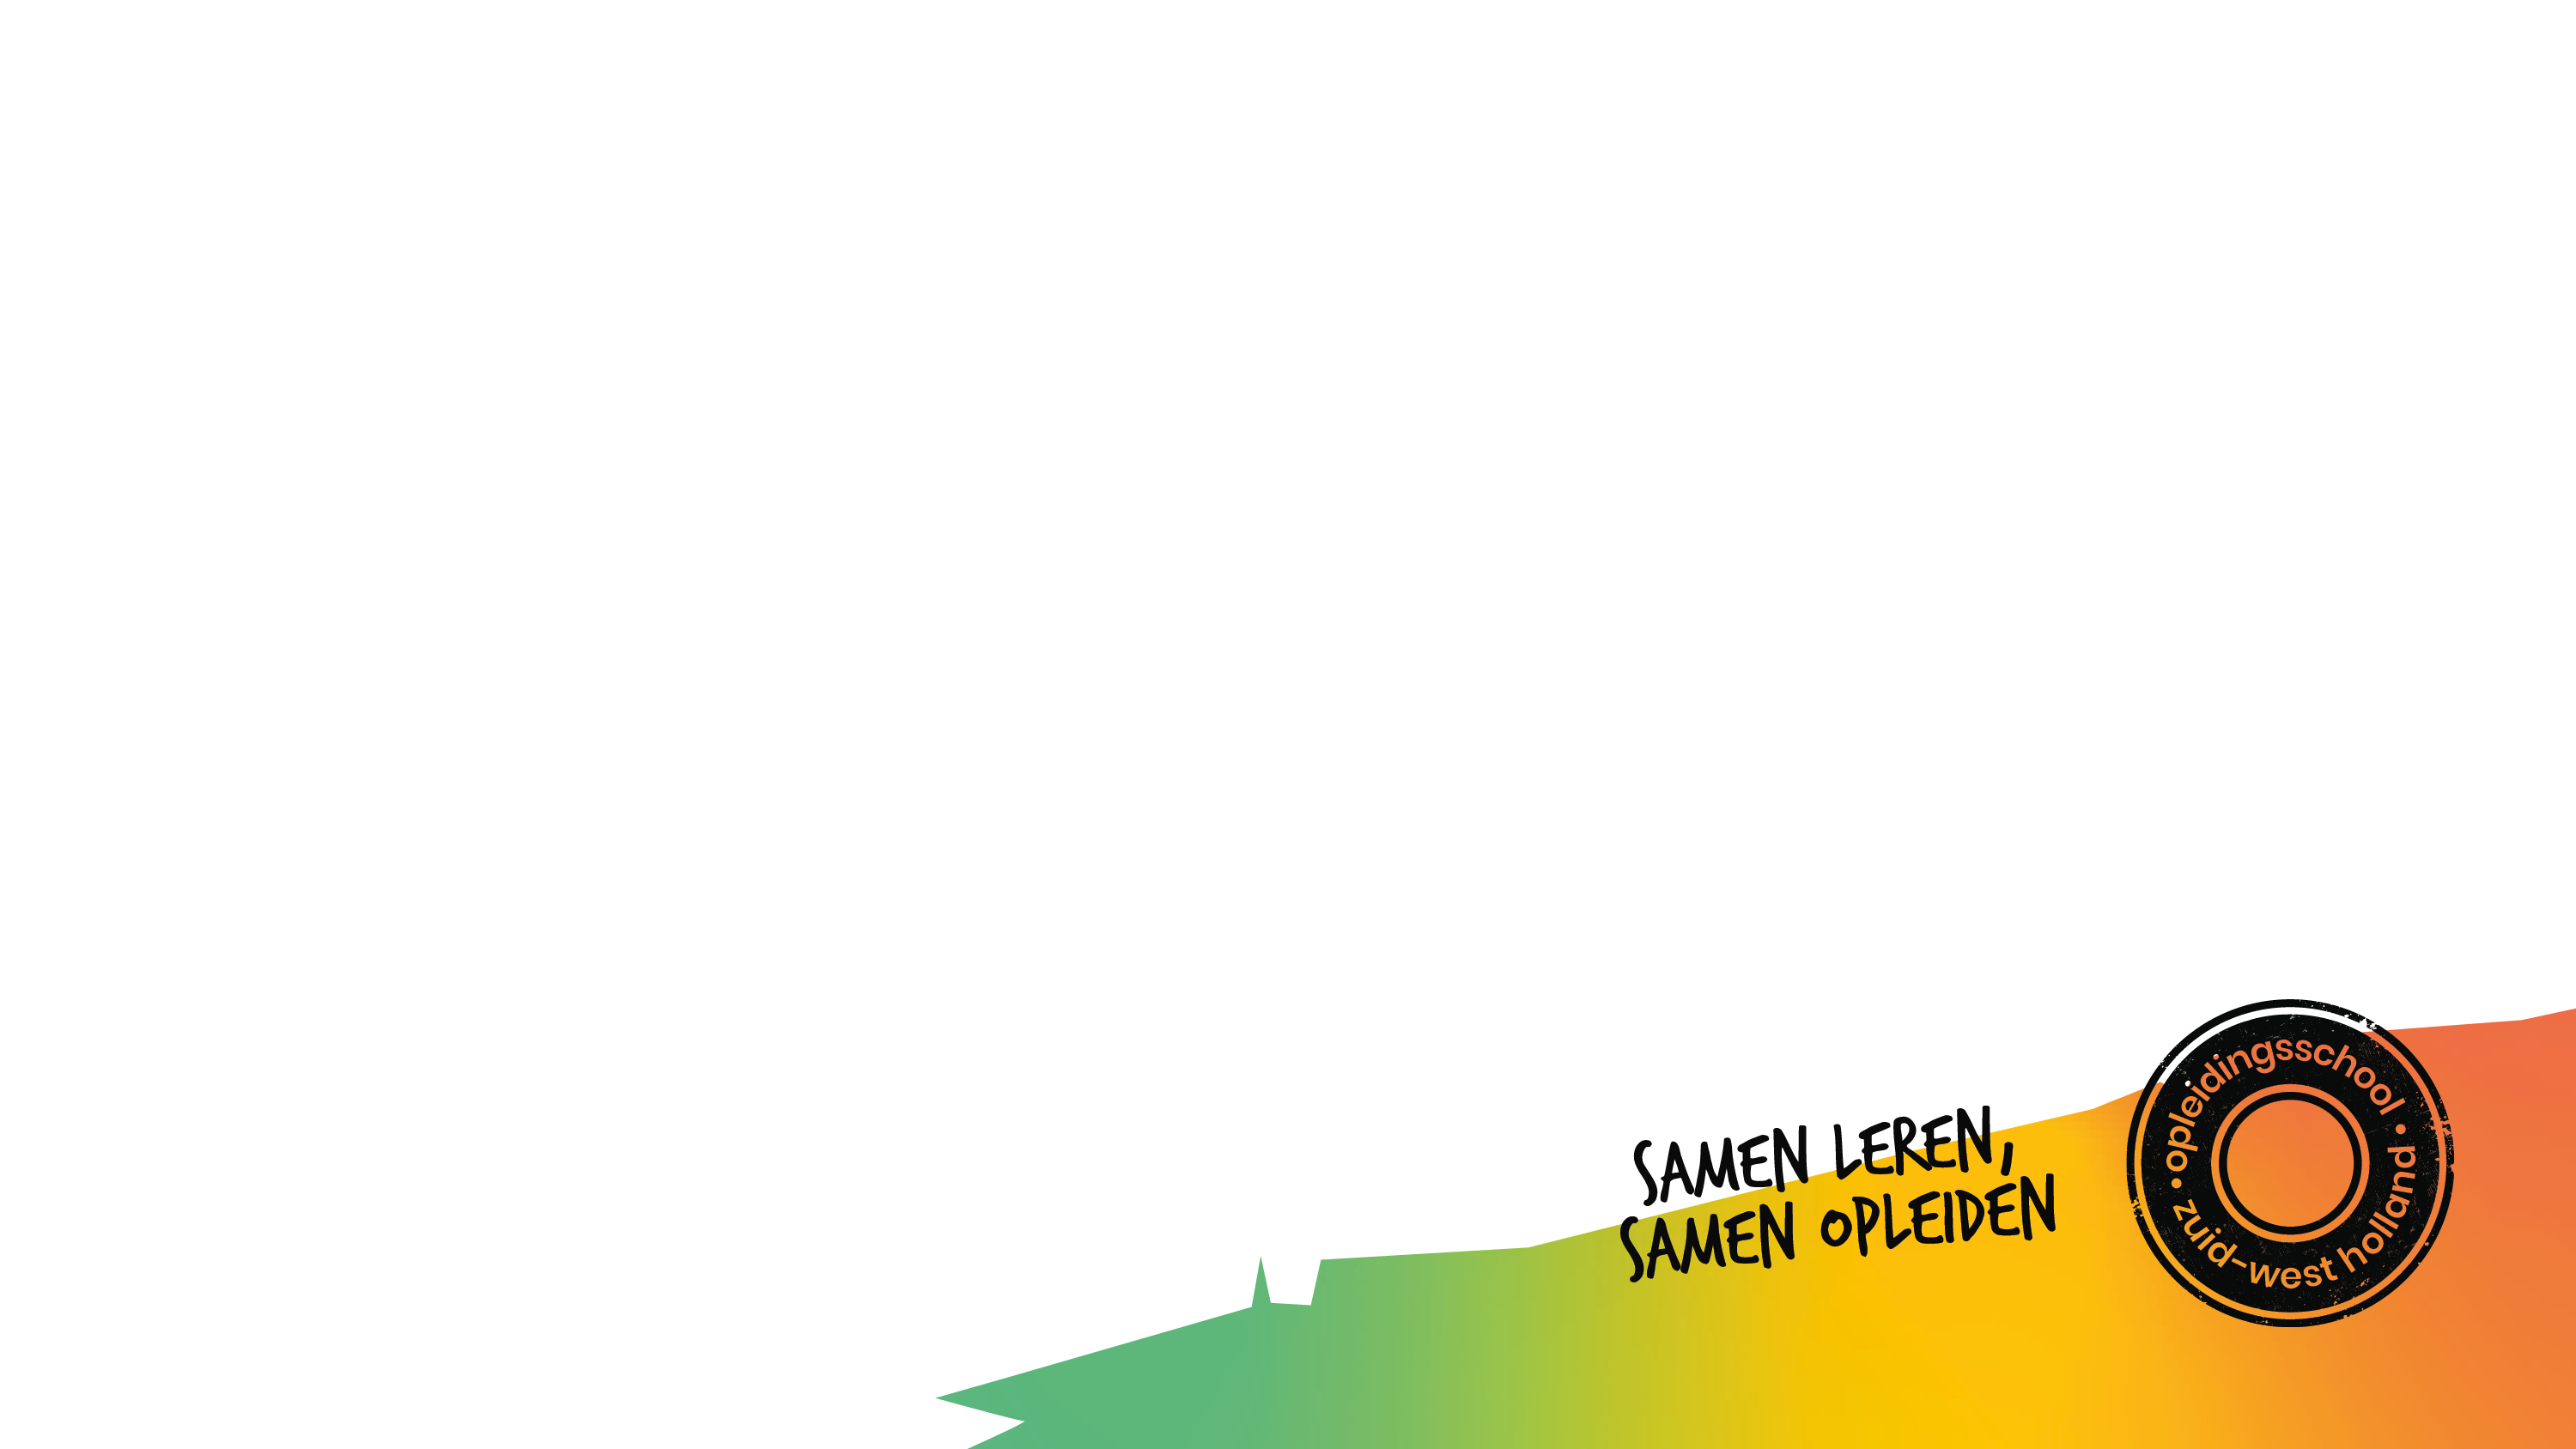 SAMEN LEREN,
SAMEN OPLEIDEN
• opleidingsschool •
zuid-west holland